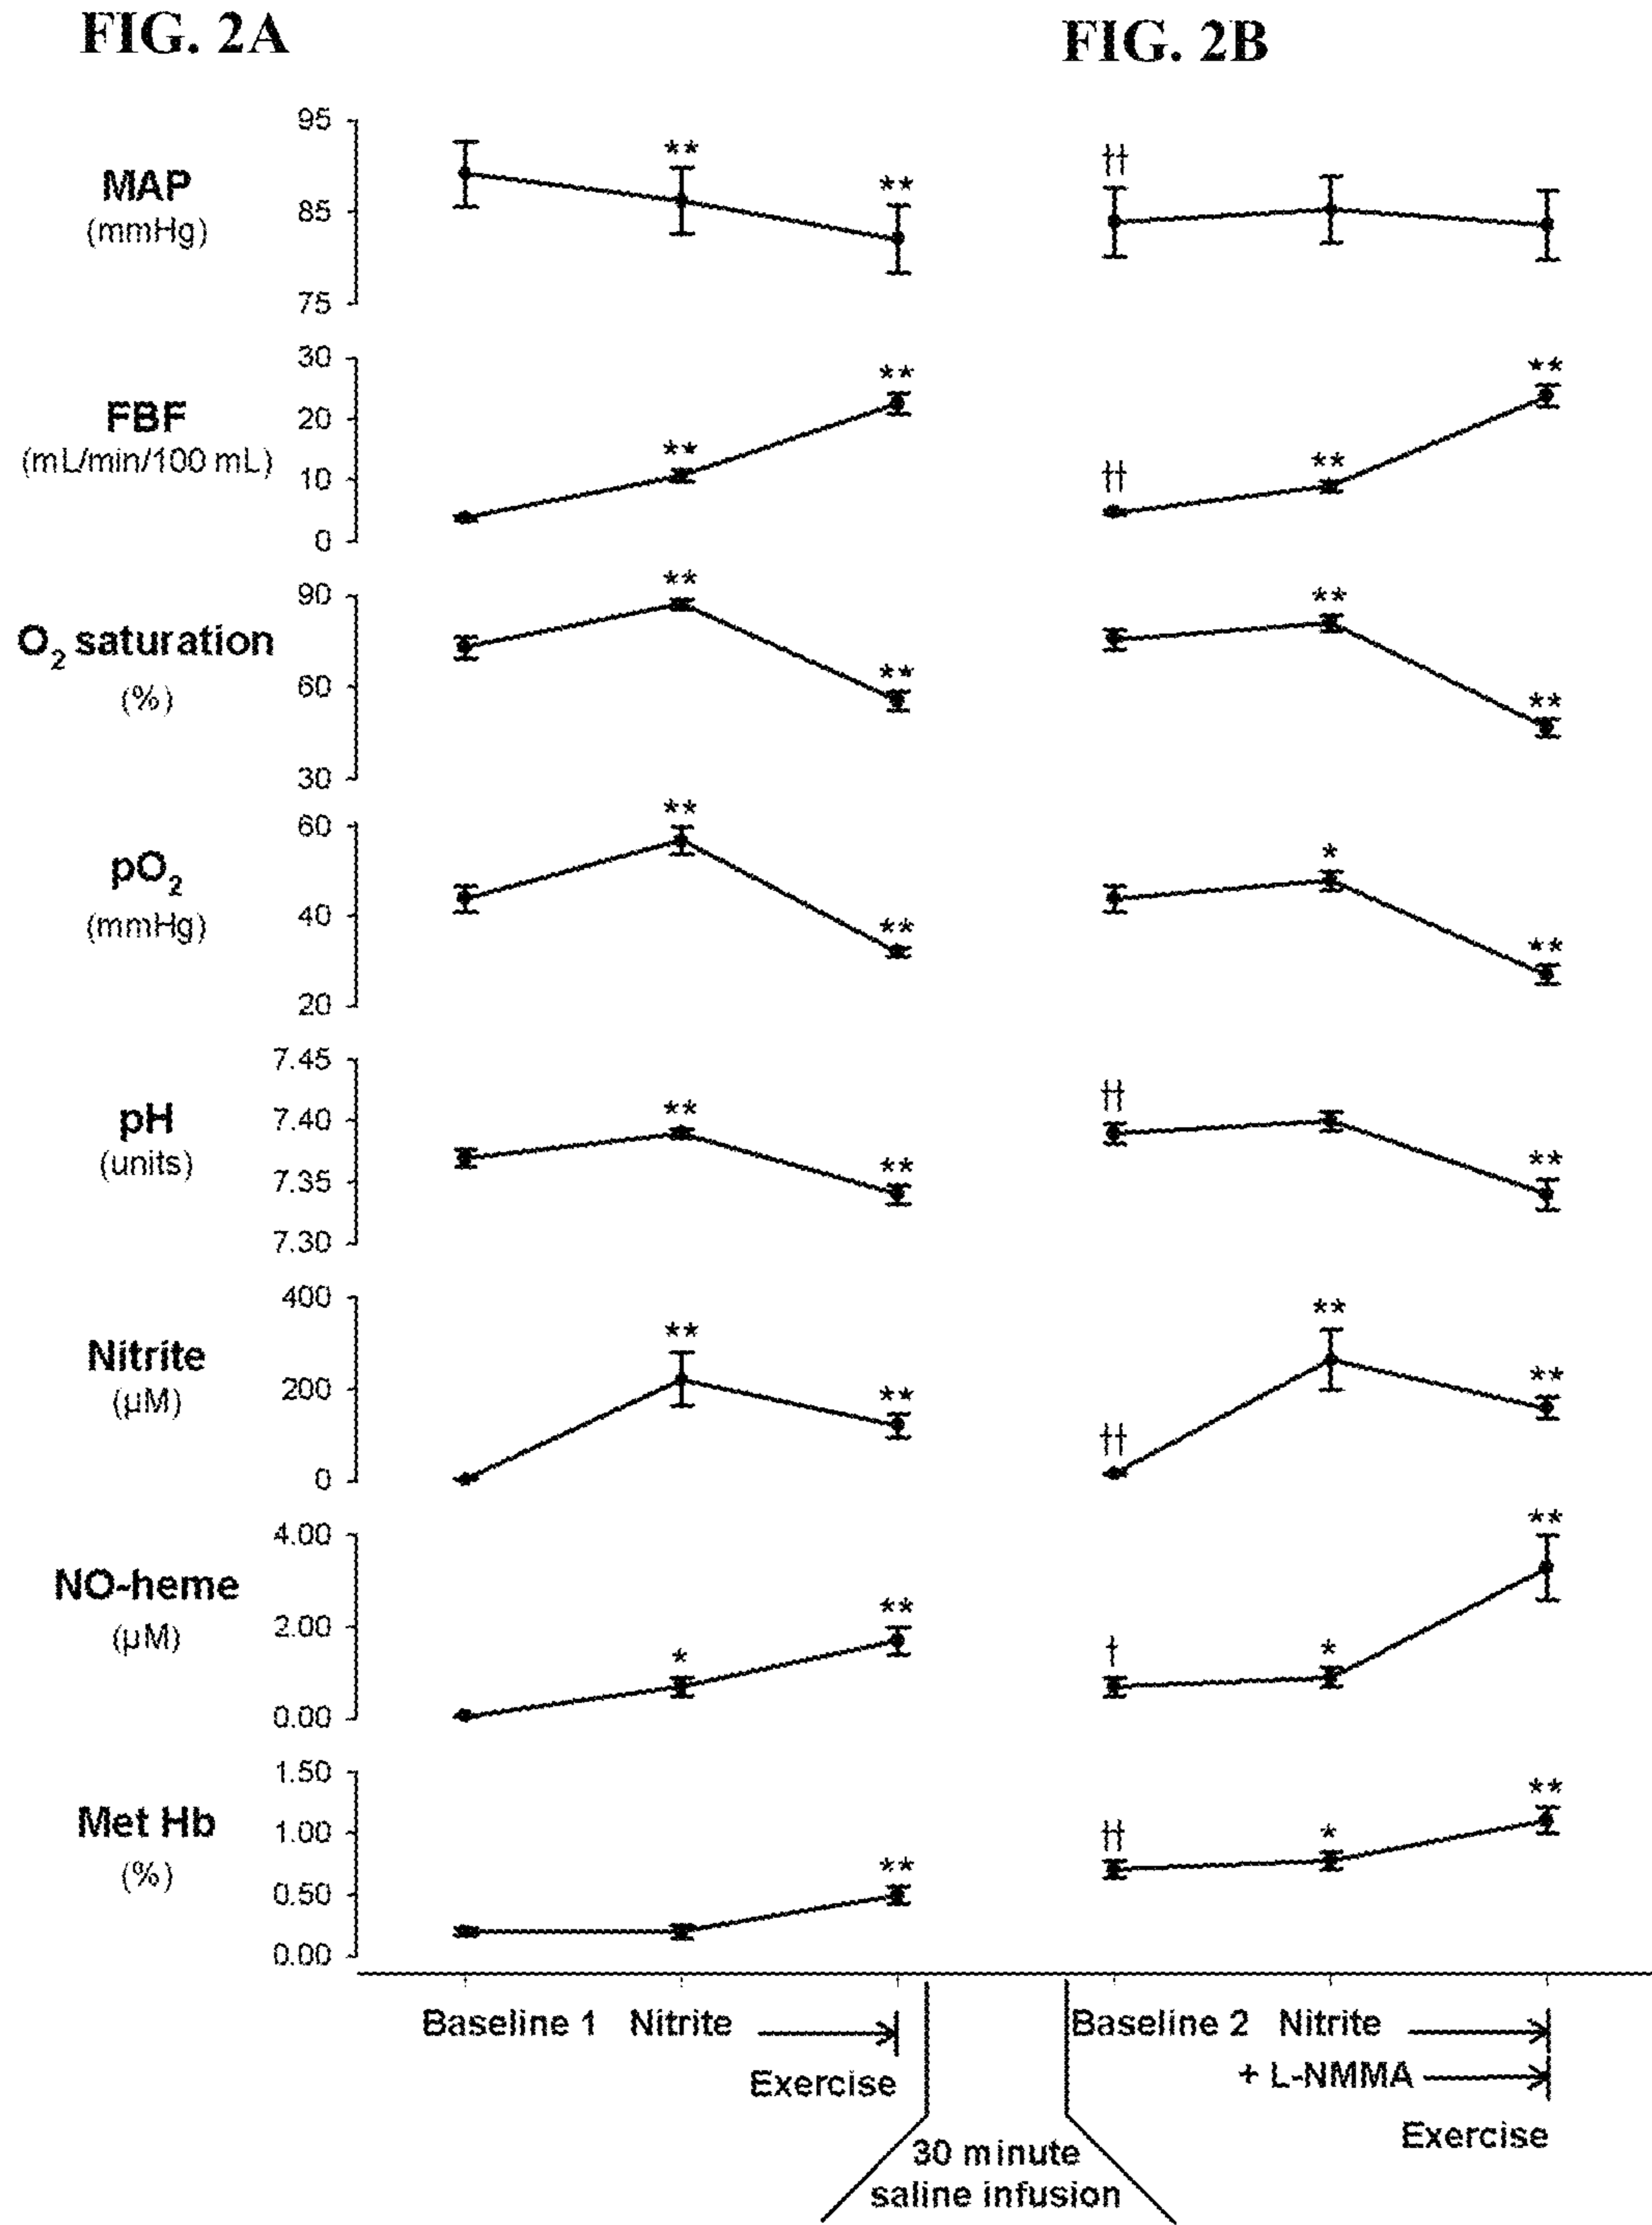 FIG. 2A
FIG. 2B
MAP
(mmHg)
95
85
75
**
**
††
FBF
(mL/min/100 mL)
30
20
10
0
**
**
††
**
**
O2 saturation
(%)
90
60
30
**
**
**
**
pO2
(mmHg)
60
40
20
**
**
*
**
pH
(units)
7.45
7.40
7.35
7.30
**
**
††
**
Nitrite
(µM)
400
200
0
**
**
††
**
**
NO-heme
(µM)
4.00
2.00
0.00
*
**
†
*
**
Met Hb
(%)
1.50
1.00
0.50
0.00
**
††
*
**
Baseline 1 Nitrite
Exercise
30 minute
saline infusion
Baseline 2 Nitrite
+ L-NMMA
Exercise